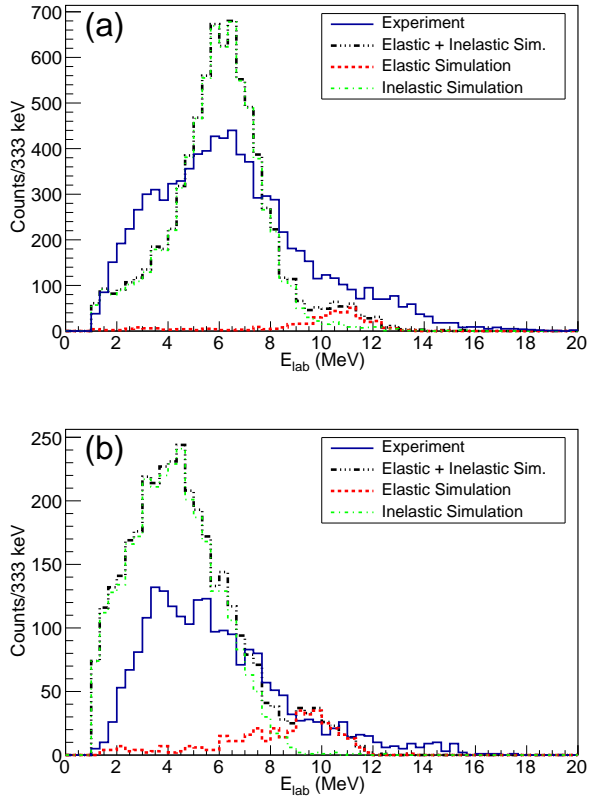 (a)
Experiment
Elastic + Inelastic Sim.
Elastic Simulation
Inelastic Simulation
Counts/333 keV
700
600
500
400
300
200
100
0
0 2 4 6 8 10 12 14 16 18 20
E_lab (MeV)
(b)
Experiment
Elastic + Inelastic Sim.
Elastic Simulation
Inelastic Simulation
Counts/333 keV
250
200
150
100
50
0
0 2 4 6 8 10 12 14 16 18 20
E_lab (MeV)